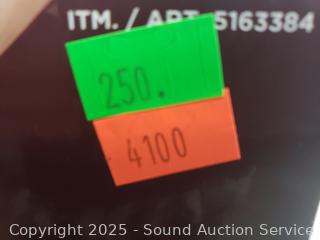 ITM. / ART. 5163384
250.
4100
Copyright 2025 - Sound Auction Service